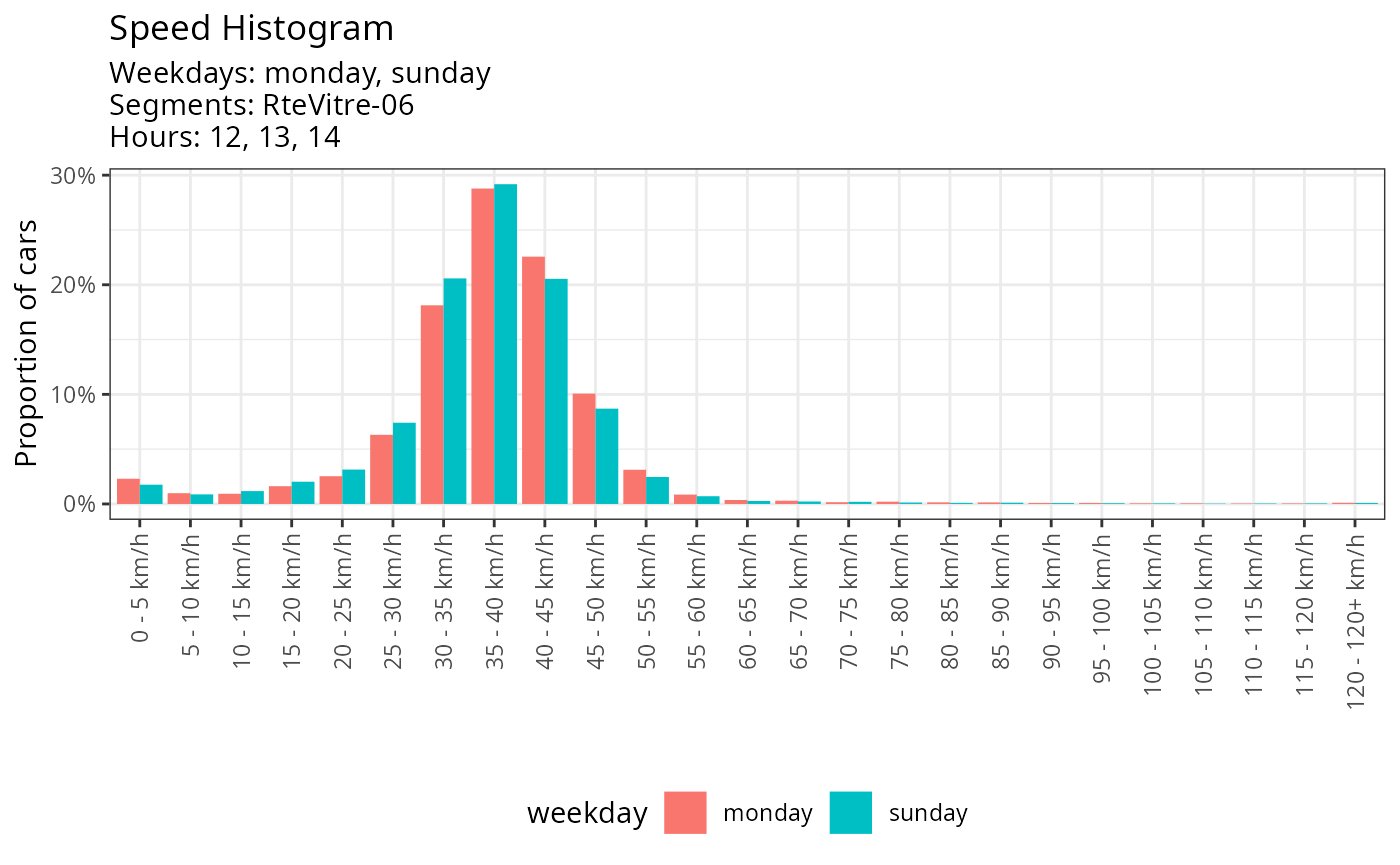 Speed Histogram
Weekdays: monday, sunday
Segments: RteVitre-06
Hours: 12, 13, 14
Proportion of cars
30%
20%
10%
0%
0 - 5 km/h
5 - 10 km/h
10 - 15 km/h
15 - 20 km/h
20 - 25 km/h
25 - 30 km/h
30 - 35 km/h
35 - 40 km/h
40 - 45 km/h
45 - 50 km/h
50 - 55 km/h
55 - 60 km/h
60 - 65 km/h
65 - 70 km/h
70 - 75 km/h
75 - 80 km/h
80 - 85 km/h
85 - 90 km/h
90 - 95 km/h
95 - 100 km/h
100 - 105 km/h
105 - 110 km/h
110 - 115 km/h
115 - 120 km/h
120 - 120+ km/h
weekday monday sunday